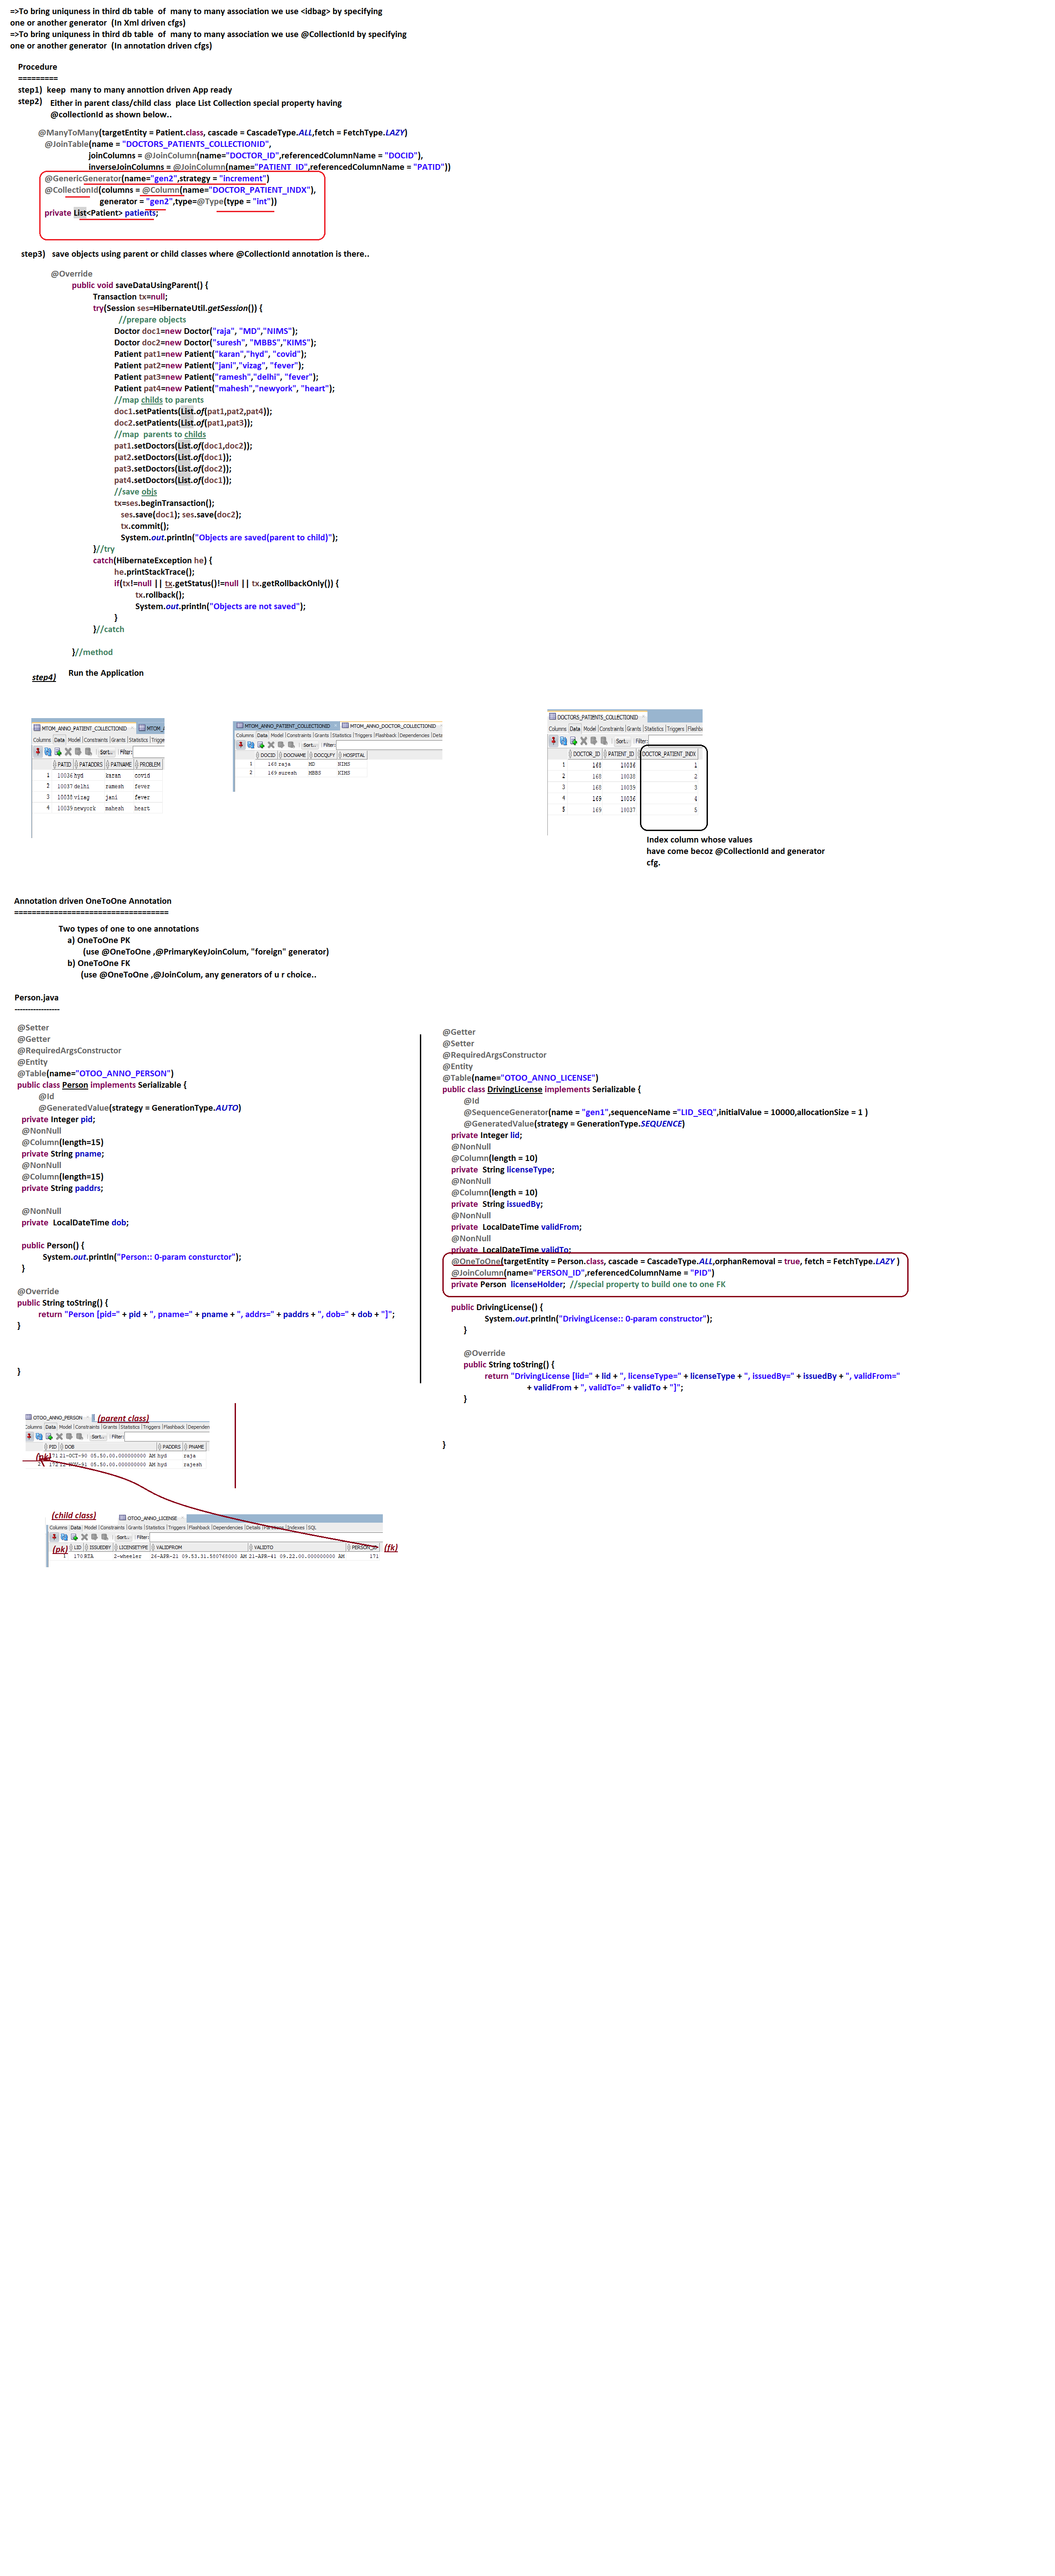 =>To bring uniquness in third db table  of  many to many association we use <idbag> by specifying
one or another generator  (In Xml driven cfgs)
=>To bring uniquness in third db table  of  many to many association we use @CollectionId by specifying
one or another generator  (In annotation driven cfgs)
Procedure
=========
step1)  keep  many to many annottion driven App ready
step2)   Either in parent class/child class  place List Collection special property having
@collectionId as shown below..
@ManyToMany(targetEntity = Patient.class, cascade = CascadeType.ALL,fetch = FetchType.LAZY)
@JoinTable(name = "DOCTORS_PATIENTS_COLLECTIONID",
joinColumns = @JoinColumn(name="DOCTOR_ID",referencedColumnName = "DOCID"),
inverseJoinColumns = @JoinColumn(name="PATIENT_ID",referencedColumnName = "PATID"))
@GenericGenerator(name="gen2",strategy = "increment")
@CollectionId(columns = @Column(name="DOCTOR_PATIENT_INDX"),
generator = "gen2",type=@Type(type = "int"))
private List<Patient> patients;
step3)   save objects using parent or child classes where @CollectionId annotation is there..
@Override
public void saveDataUsingParent() {
Transaction tx=null;
try(Session ses=HibernateUtil.getSession()) {
//prepare objects
Doctor doc1=new Doctor("raja", "MD","NIMS");
Doctor doc2=new Doctor("suresh", "MBBS","KIMS");
Patient pat1=new Patient("karan","hyd", "covid");
Patient pat2=new Patient("jani","vizag", "fever");
Patient pat3=new Patient("ramesh","delhi", "fever");
Patient pat4=new Patient("mahesh","newyork", "heart");
//map childs to parents
doc1.setPatients(List.of(pat1,pat2,pat4));
doc2.setPatients(List.of(pat1,pat3));
//map  parents to childs
pat1.setDoctors(List.of(doc1,doc2));
pat2.setDoctors(List.of(doc1));
pat3.setDoctors(List.of(doc2));
pat4.setDoctors(List.of(doc1));
//save objs
tx=ses.beginTransaction();
ses.save(doc1); ses.save(doc2);
tx.commit();
System.out.println("Objects are saved(parent to child)");
}//try
catch(HibernateException he) {
he.printStackTrace();
if(tx!=null || tx.getStatus()!=null || tx.getRollbackOnly()) {
tx.rollback();
System.out.println("Objects are not saved");
}
}//catch
}//method
step4)     Run the Application
MTOM_ANNO_PATIENT_COLLECTIONID MTOM_
Columns Data Model Constraints Grants Statistics Trigge
Sort.. Filter:
PATID PATADDRS PATNAME PROBLEM
1 10036 hyd karan covid
2 10037 delhi ramesh fever
3 10038 vizag jani fever
4 10039 newyork mahesh heart
MTOM_ANNO_PATIENT_COLLECTIONID MTOM_ANNO_DOCTOR_COLLECTIONID
Columns Data Model Constraints Grants Statistics Triggers Flashback Dependencies Deta
Sort.. Filter:
DOCID DOCNAME DOCQLFY HOSPITAL
1 168 raja MD NIMS
2 169 suresh MBBS KIMS
DOCTORS_PATIENTS_COLLECTIONID
Columns Data Model Constraints Grants Statistics Triggers Flashb
Sort.. Filter:
DOCTOR_ID PATIENT_ID DOCTOR_PATIENT_INDX
1 168 10036 1
2 168 10038 2
3 168 10039 3
4 169 10036 4
5 169 10037 5
Index column whose values
have come becoz @CollectionId and generator
cfg.
Annotation driven OneToOne Annotation
===================================
Two types of one to one annotations
a) OneToOne PK
(use @OneToOne ,@PrimaryKeyJoinColum, "foreign" generator)
b) OneToOne FK
(use @OneToOne ,@JoinColum, any generators of u r choice..
Person.java
-----------------
@Setter
@Getter
@RequiredArgsConstructor
@Entity
@Table(name="OTOO_ANNO_PERSON")
public class Person implements Serializable {
@Id
@GeneratedValue(strategy = GenerationType.AUTO)
private Integer pid;
@NonNull
@Column(length=15)
private String pname;
@NonNull
@Column(length=15)
private String paddrs;
@NonNull
private  LocalDateTime dob;
public Person() {
System.out.println("Person:: 0-param consturctor");
}
@Override
public String toString() {
return "Person [pid=" + pid + ", pname=" + pname + ", addrs=" + paddrs + ", dob=" + dob + "]";
}
}
@Getter
@Setter
@RequiredArgsConstructor
@Entity
@Table(name="OTOO_ANNO_LICENSE")
public class DrivingLicense implements Serializable {
@Id
@SequenceGenerator(name = "gen1",sequenceName ="LID_SEQ",initialValue = 10000,allocationSize = 1 )
@GeneratedValue(strategy = GenerationType.SEQUENCE)
private Integer lid;
@NonNull
@Column(length = 10)
private  String licenseType;
@NonNull
@Column(length = 10)
private  String issuedBy;
@NonNull
private  LocalDateTime validFrom;
@NonNull
private  LocalDateTime validTo;
@OneToOne(targetEntity = Person.class, cascade = CascadeType.ALL,orphanRemoval = true, fetch = FetchType.LAZY )
@JoinColumn(name="PERSON_ID",referencedColumnName = "PID")
private Person  licenseHolder;  //special property to build one to one FK
public DrivingLicense() {
System.out.println("DrivingLicense:: 0-param constructor");
}
@Override
public String toString() {
return "DrivingLicense [lid=" + lid + ", licenseType=" + licenseType + ", issuedBy=" + issuedBy + ", validFrom="
+ validFrom + ", validTo=" + validTo + "]";
}
}
OTOO_ANNO_PERSON (parent class)
Columns Data Model Constraints Grants Statistics Triggers Flashback Dependen
Sort.. Filter:
PID DOB PADDRS PNAME
(pk) 171 21-OCT-90 05.50.00.000000000 AM hyd raja
172 05.50.00.000000000 AM hyd rajesh
(child class) OTOO_ANNO_LICENSE
Columns Data Model Constraints Grants Statistics Triggers Flashback Dependencies Details Partitions Indexes SQL
Sort.. Filter:
LID ISSUEDBY LICENSETYPE VALIDFROM VALIDTO PERSON_ID (fk)
(pk) 1 170 RTA 2-wheeler 26-APR-21 09.53.31.580768000 AM 21-APR-41 09.22.00.000000000 AM 171